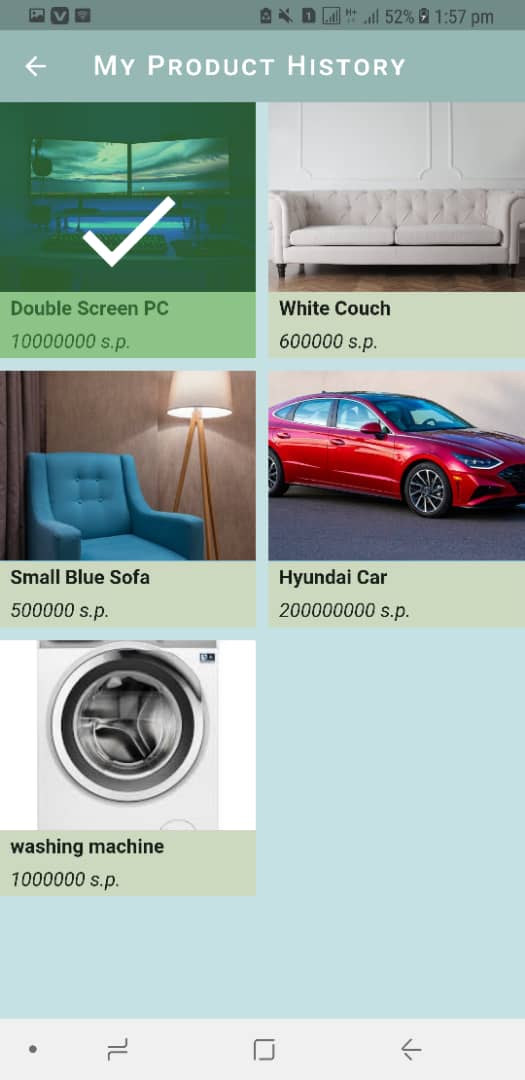 52% 1:57 pm
My Product History
Double Screen PC
10000000 s.p.
White Couch
600000 s.p.
Small Blue Sofa
500000 s.p.
Hyundai Car
200000000 s.p.
washing machine
1000000 s.p.